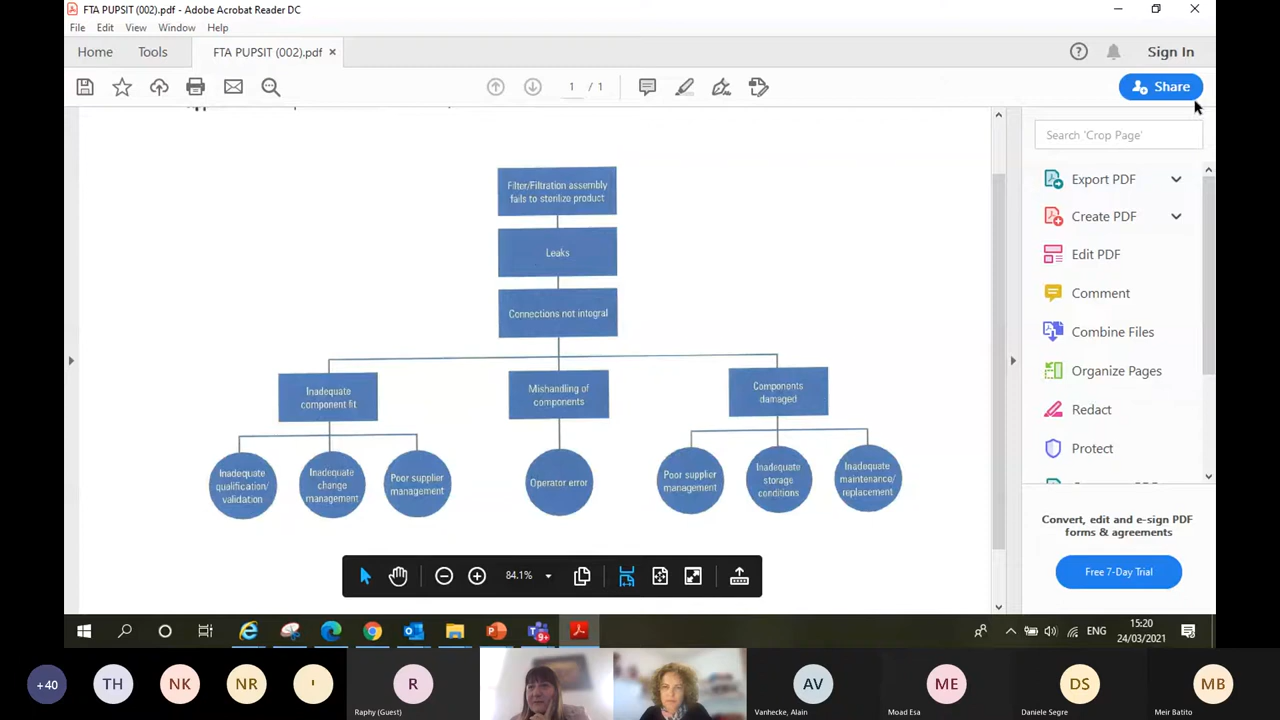 FTA PUPSIT (002).pdf - Adobe Acrobat Reader DC
File Edit View Window Help
Home Tools FTA PUPSIT (002).pdf × Sign In
1 / 1 Share
Search 'Crop Page'
Export PDF
Create PDF
Edit PDF
Comment
Combine Files
Organize Pages
Redact
Protect
Convert, edit and e-sign PDF
forms & agreements
Free 7-Day Trial
Filter/Filtration assembly
fails to sterilize product
Leaks
Connections not integral
Inadequate
component fit
Mishandling of
components
Components
damaged
Inadequate
qualification/
validation
Inadequate
change
management
Poor supplier
management
Operator error
Poor supplier
management
Inadequate
storage
conditions
Inadequate
maintenance/
replacement
84.1%
9+
ENG
15:20
24/03/2021
+40
TH
NK
NR
I
R
Raphy (Guest)
AV
Vanhecke, Alain
ME
Moad Esa
DS
Daniele Segre
MB
Meir Batito